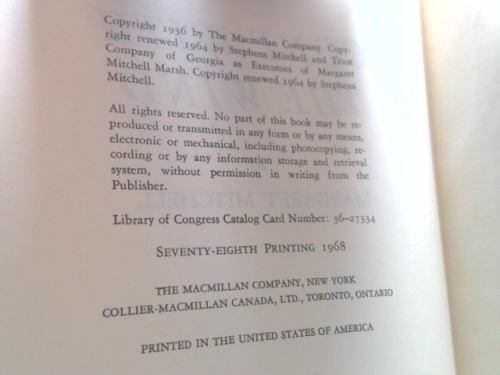 Copyright 1936 by The Macmillan Company. Copy-
right renewed 1964 by Stephens Mitchell and Trust
Company of Georgia as Executors of Margaret
Mitchell Marsh. Copyright renewed 1964 by Stephens
Mitchell.
All rights reserved. No part of this book may be re-
produced or transmitted in any form or by any means,
electronic or mechanical, including photocopying, re-
cording or by any information storage and retrieval
system, without permission in writing from the
Publisher.
Library of Congress Catalog Card Number: 36-27334
SEVENTY-EIGHTH PRINTING 1968
THE MACMILLAN COMPANY, NEW YORK
COLLIER-MACMILLAN CANADA, LTD., TORONTO, ONTARIO
PRINTED IN THE UNITED STATES OF AMERICA